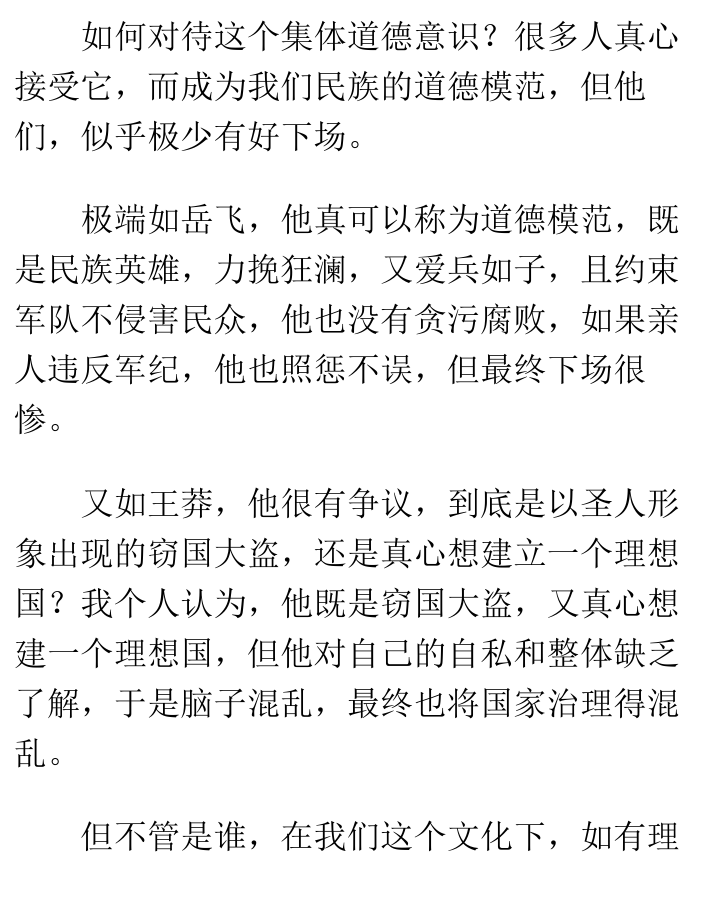 如何对待这个集体道德意识？很多人真心
接受它，而成为我们民族的道德模范，但他
们，似乎极少有好下场。
极端如岳飞，他真可以称为道德模范，既
是民族英雄，力挽狂澜，又爱兵如子，且约束
军队不侵害民众，他也没有贪污腐败，如果亲
人违反军纪，他也照惩不误，但最终下场很
惨。
又如王莽，他很有争议，到底是以圣人形
象出现的窃国大盗，还是真心想建立一个理想
国？我个人认为，他既是窃国大盗，又真心想
建一个理想国，但他对自己的自私和整体缺乏
了解，于是脑子混乱，最终也将国家治理得混
乱。
但不管是谁，在我们这个文化下，如有理